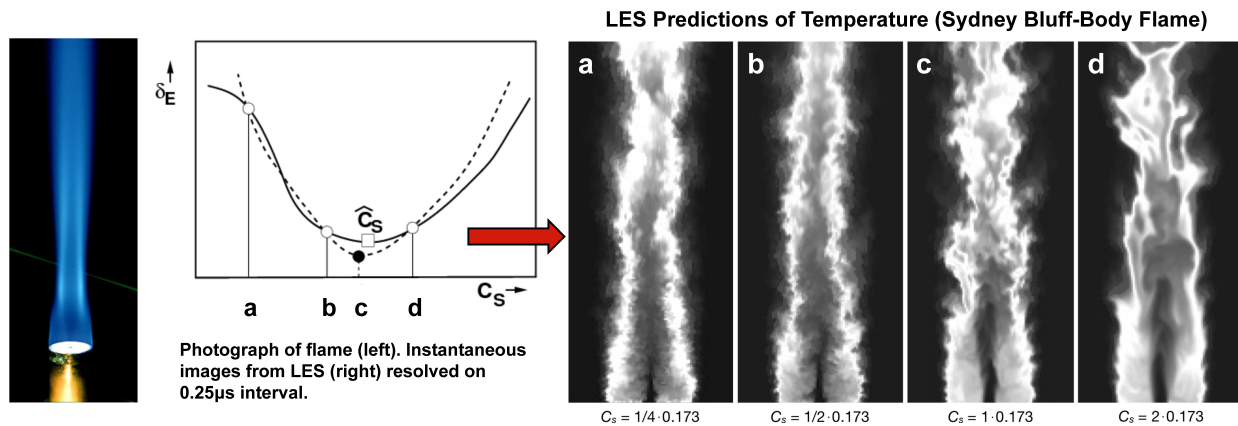 LES Predictions of Temperature (Sydney Bluff-Body Flame)
δE
ĈS
CS
a b c d
Photograph of flame (left). Instantaneous
images from LES (right) resolved on
0.25µs interval.
a b c d
Cs = 1/4·0.173
Cs = 1/2·0.173
Cs = 1·0.173
Cs = 2·0.173